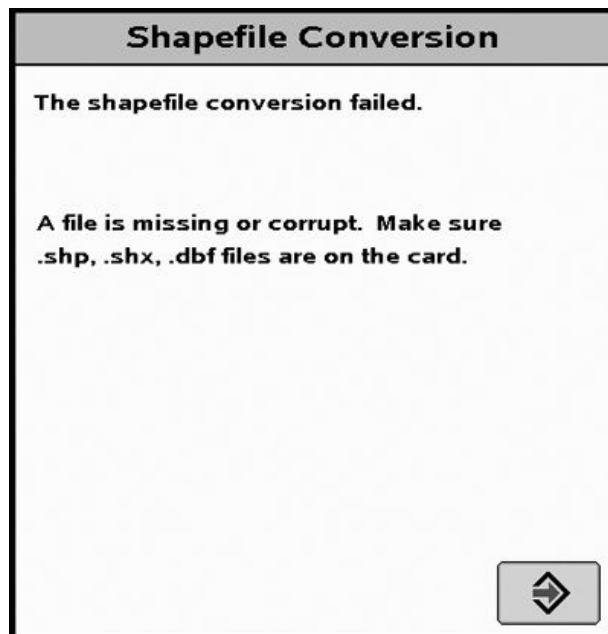 Shapefile Conversion
The shapefile conversion failed.
A file is missing or corrupt. Make sure
.shp, .shx, .dbf files are on the card.